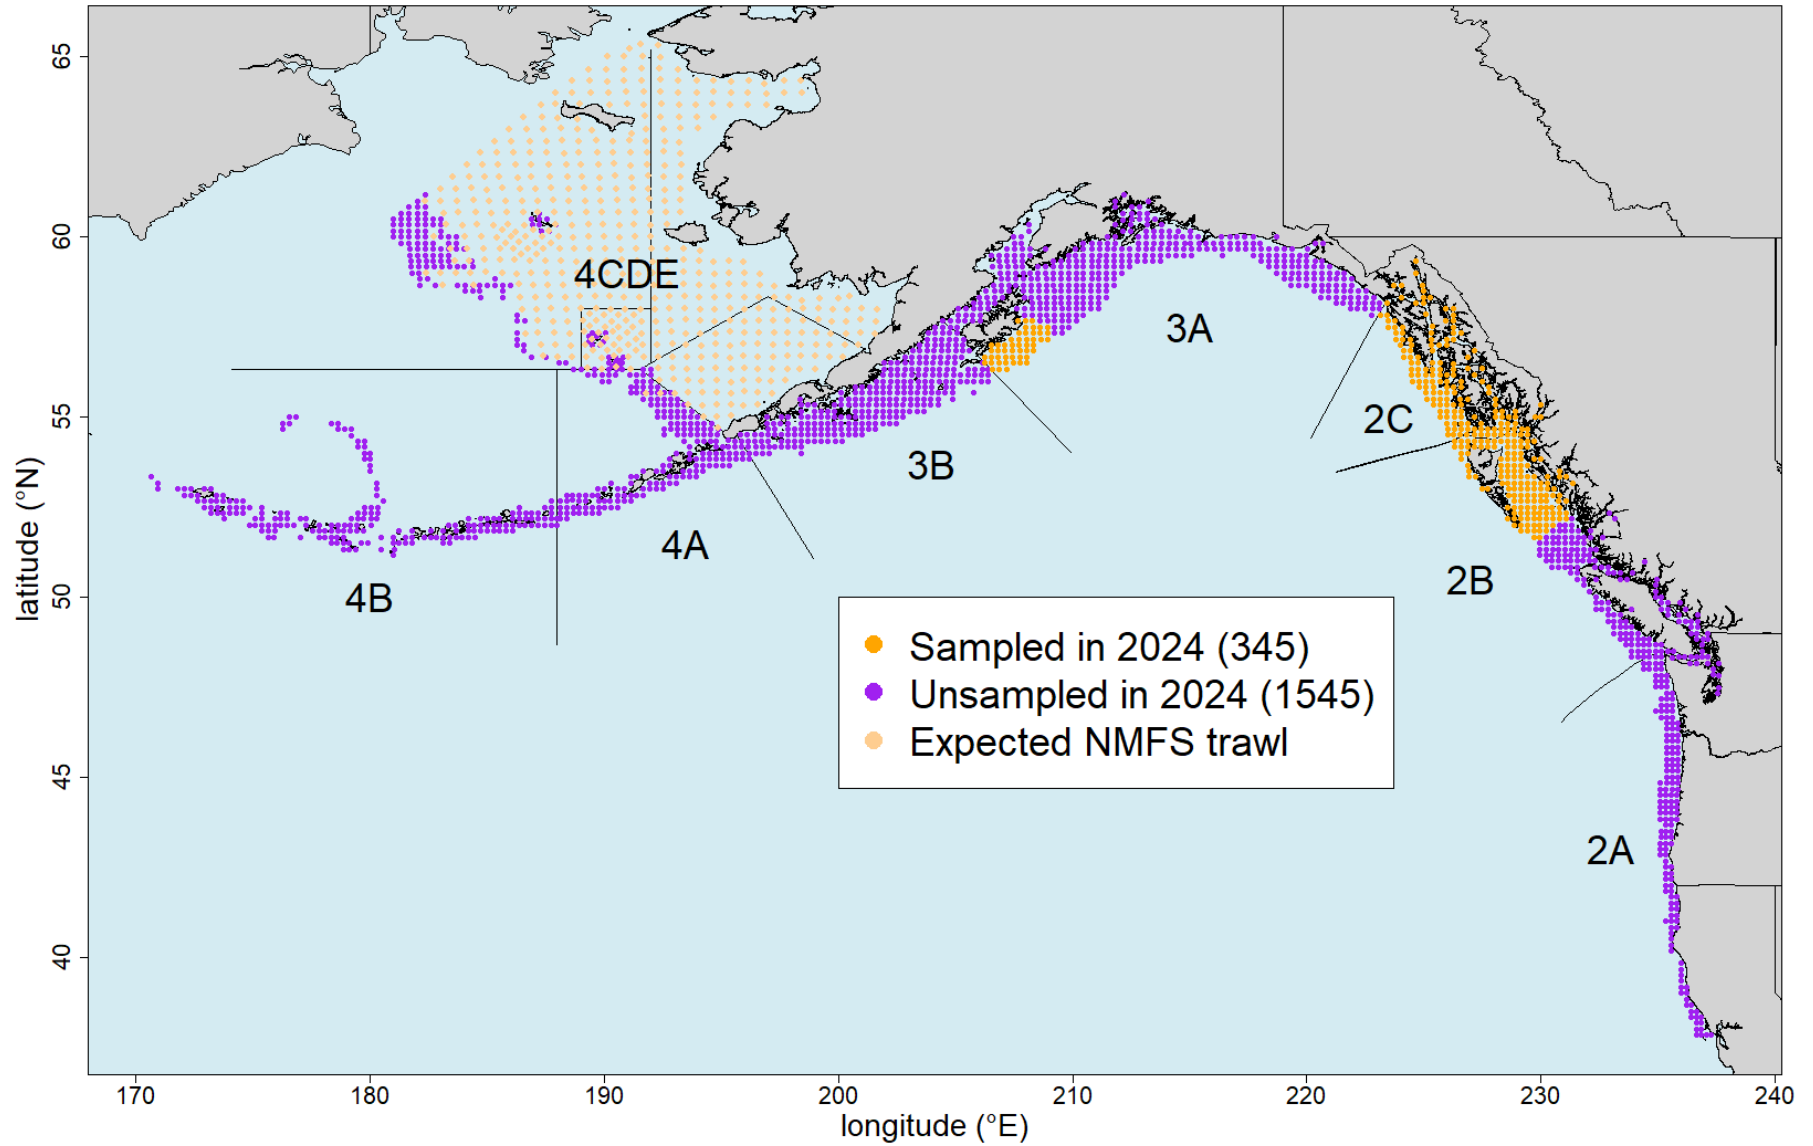 65
60
55
50
45
40
latitude (°N)
4CDE
3A
2C
3B
4A
2B
4B
2A
Sampled in 2024 (345)
Unsampled in 2024 (1545)
Expected NMFS trawl
170 180 190 200 210 220 230 240
longitude (°E)